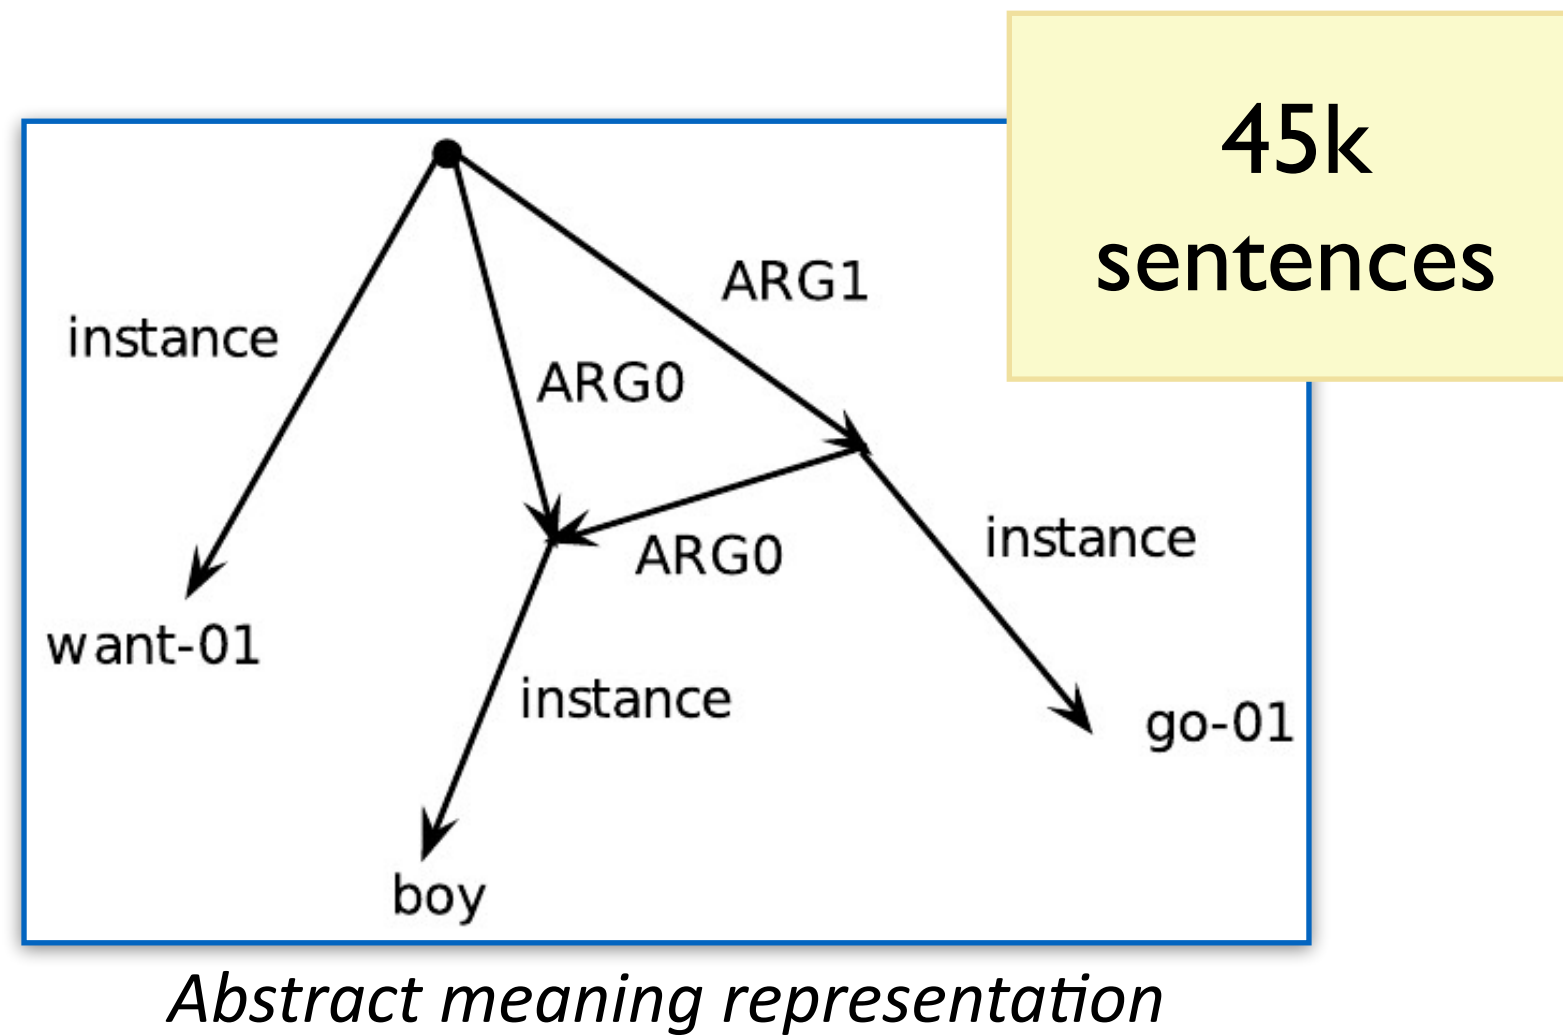 45k
sentences
ARG1
instance
ARG0
instance
ARG0
want-01
instance
go-01
boy
Abstract meaning representation